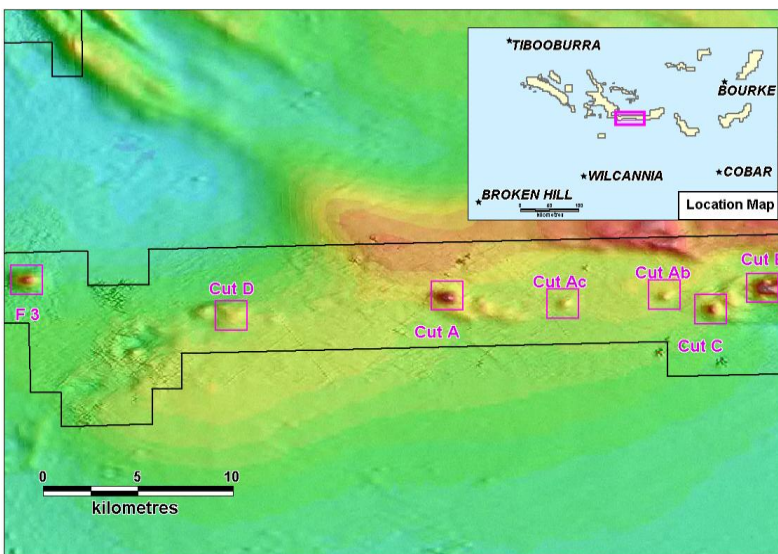 TIBOOBURRA
BOURKE
WILCANNIA
COBAR
BROKEN HILL
kilometres
Location Map
Cut D
F 3
Cut A
Cut Ac
Cut Ab
Cut C
0 5 10
kilometres